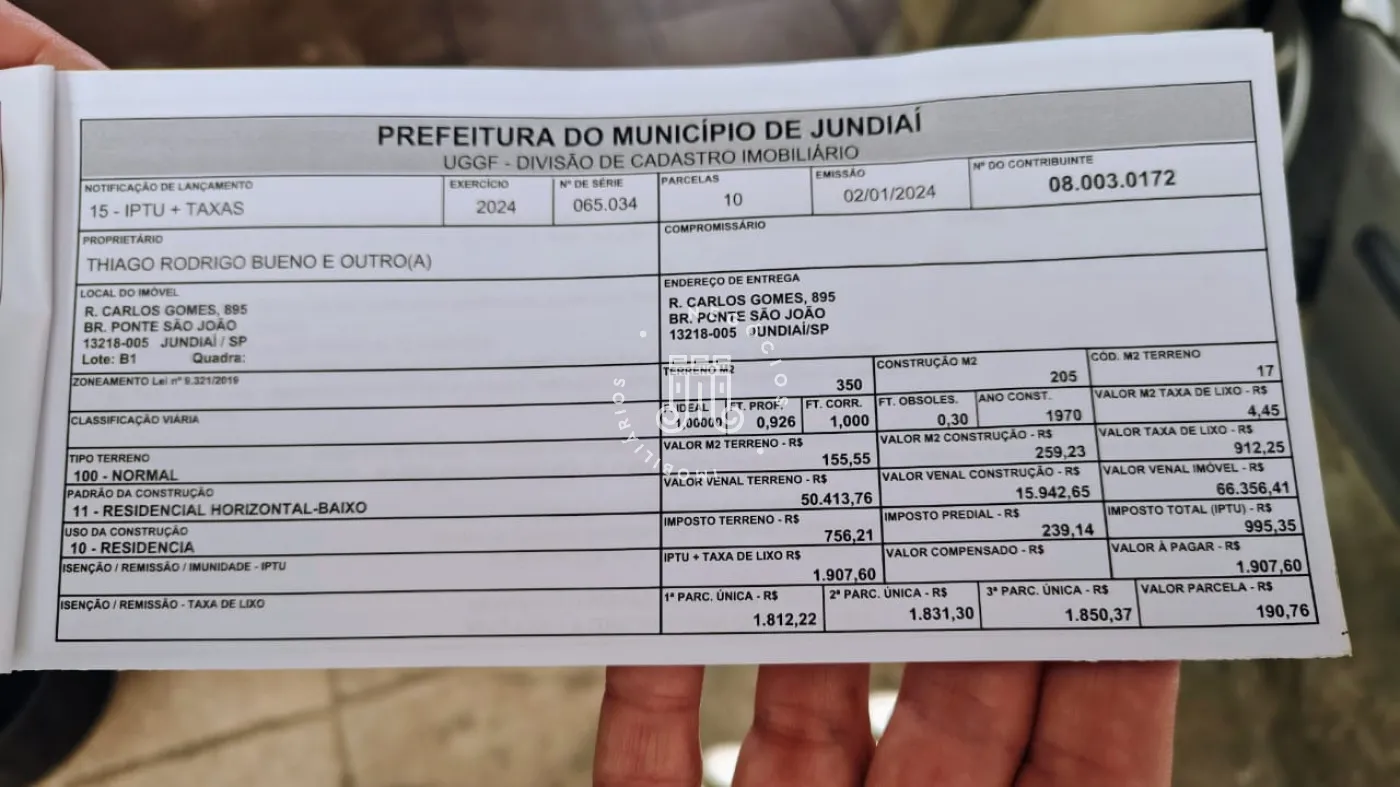 PREFEITURA DO MUNICÍPIO DE JUNDIAÍ
UGGF - DIVISÃO DE CADASTRO IMOBILIÁRIO
NOTIFICAÇÃO DE LANÇAMENTO
15 - IPTU + TAXAS
EXERCÍCIO
2024
Nº DE SÉRIE
065.034
PARCELAS
10
EMISSÃO
02/01/2024
Nº DO CONTRIBUINTE
08.003.0172
PROPRIETÁRIO
THIAGO RODRIGO BUENO E OUTRO(A)
COMPROMISSÁRIO
LOCAL DO IMÓVEL
R. CARLOS GOMES, 895
BR. PONTE SÃO JOÃO
13218-005 JUNDIAÍ / SP
Lote: B1 Quadra:
ENDEREÇO DE ENTREGA
R. CARLOS GOMES, 895
BR. PONTE SÃO JOÃO
13218-005 JUNDIAÍ/SP
ZONEAMENTO Lei nº 9.321/2019
TERRENO M2
350
CONSTRUÇÃO M2
205
CÓD. M2 TERRENO
17
CLASSIFICAÇÃO VIÁRIA
F. IDEAL
1,00000
FT. PROF.
0,926
FT. CORR.
1,000
FT. OBSOLES.
0,30
ANO CONST.
1970
VALOR M2 TAXA DE LIXO - R$
4,45
TIPO TERRENO
100 - NORMAL
VALOR M2 TERRENO - R$
155,55
VALOR M2 CONSTRUÇÃO - R$
259,23
VALOR TAXA DE LIXO - R$
912,25
PADRÃO DA CONSTRUÇÃO
11 - RESIDENCIAL HORIZONTAL-BAIXO
VALOR VENAL TERRENO - R$
50.413,76
VALOR VENAL CONSTRUÇÃO - R$
15.942,65
VALOR VENAL IMÓVEL - R$
66.356,41
USO DA CONSTRUÇÃO
10 - RESIDENCIA
IMPOSTO TERRENO - R$
756,21
IMPOSTO PREDIAL - R$
239,14
IMPOSTO TOTAL (IPTU) - R$
995,35
ISENÇÃO / REMISSÃO / IMUNIDADE - IPTU
IPTU + TAXA DE LIXO R$
1.907,60
VALOR COMPENSADO - R$
VALOR À PAGAR - R$
1.907,60
ISENÇÃO / REMISSÃO - TAXA DE LIXO
1ª PARC. ÚNICA - R$
1.812,22
2ª PARC. ÚNICA - R$
1.831,30
3ª PARC. ÚNICA - R$
1.850,37
VALOR PARCELA - R$
190,76
NEGÓCIOS
IMOBILIÁRIOS